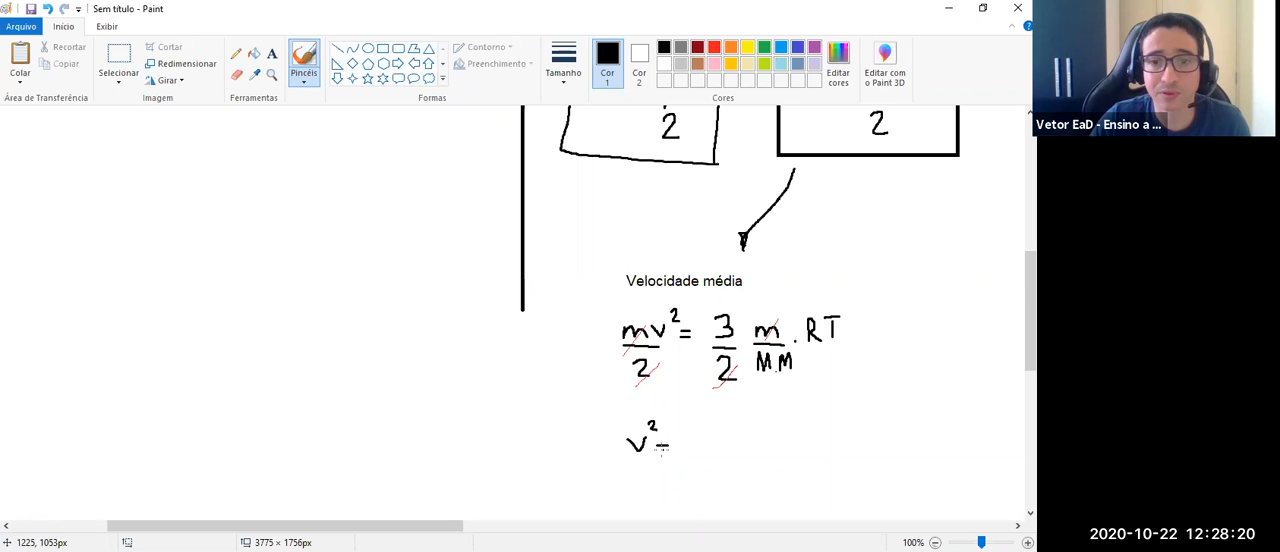 Sem título - Paint
Arquivo Início Exibir
Colar
Recortar
Copiar
Área de Transferência
Selecionar
Cortar
Redimensionar
Girar
Imagem
A
Ferramentas
Pincéis
Contorno
Preenchimento
Formas
Tamanho
Cor 1
Cor 2
Editar cores
Cores
Editar com o Paint 3D
Vetor EaD - Ensino a ...
2 2
Velocidade média
mv²/2 = 3/2 m/M.M . RT
v² =
1225, 1053px 3775 × 1756px 100%
2020-10-22 12:28:20